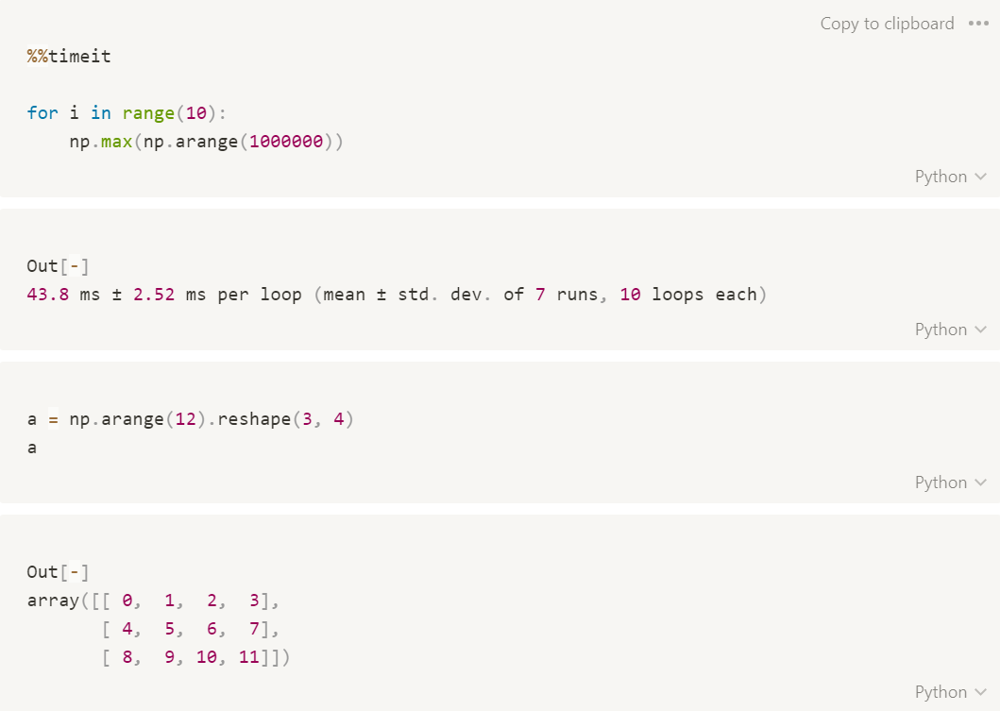 Copy to clipboard •••
%%timeit
for i in range(10):
    np.max(np.arange(1000000))
Python
Out[-]
43.8 ms ± 2.52 ms per loop (mean ± std. dev. of 7 runs, 10 loops each)
Python
a = np.arange(12).reshape(3, 4)
a
Python
Out[-]
array([[ 0,  1,  2,  3],
       [ 4,  5,  6,  7],
       [ 8,  9, 10, 11]])
Python